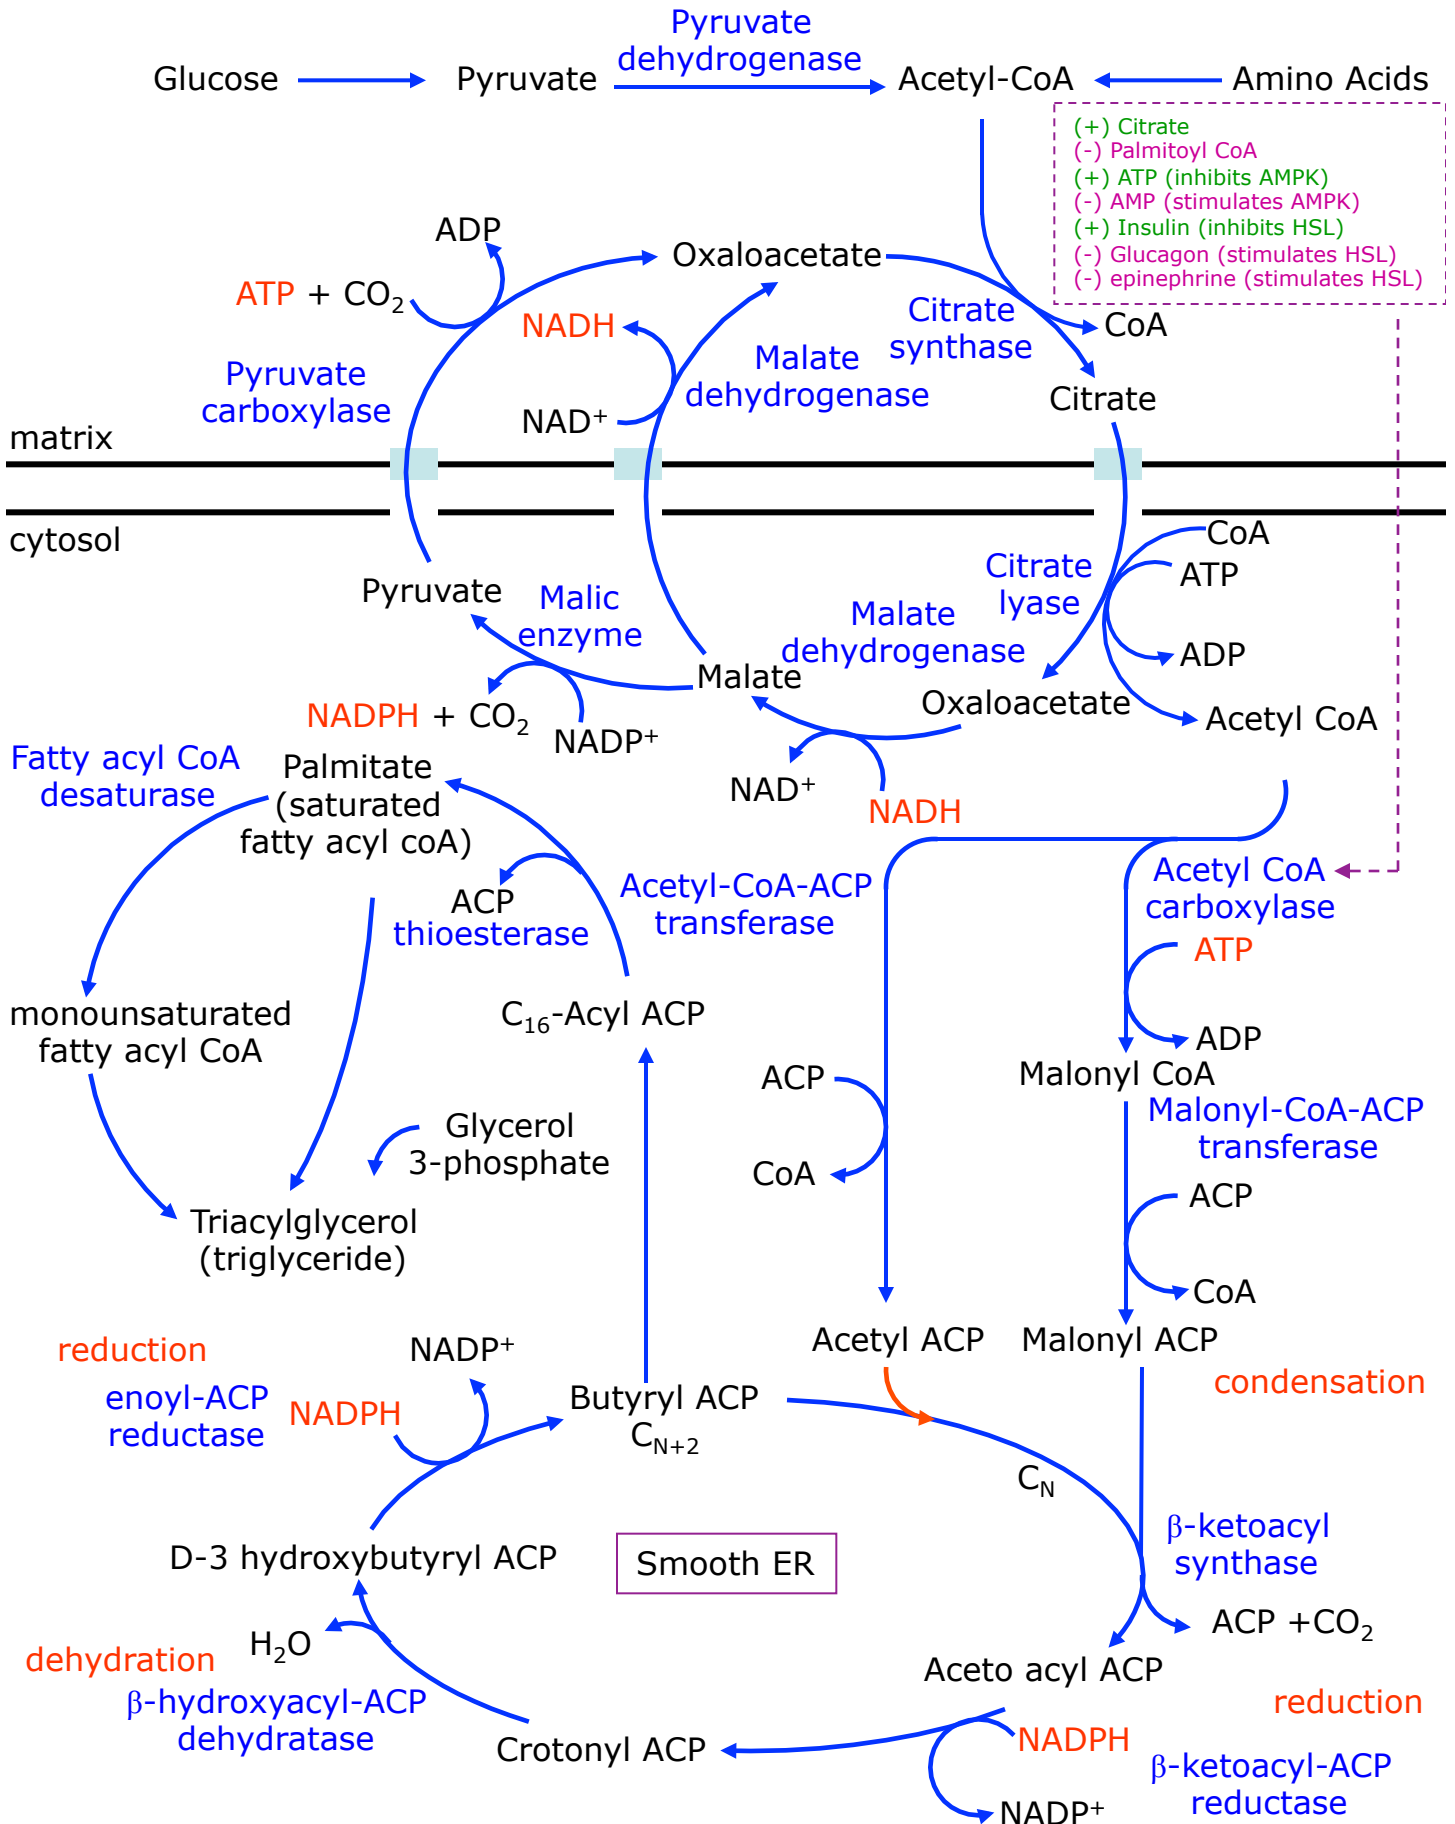 Pyruvate
dehydrogenase
Glucose
Pyruvate
Acetyl-CoA
Amino Acids
(+) Citrate
(-) Palmitoyl CoA
(+) ATP (inhibits AMPK)
(-) AMP (stimulates AMPK)
(+) Insulin (inhibits HSL)
(-) Glucagon (stimulates HSL)
(-) epinephrine (stimulates HSL)
ADP
Oxaloacetate
ATP + CO₂
NADH
Citrate
synthase
CoA
Pyruvate
carboxylase
Malate
dehydrogenase
NAD⁺
Citrate
matrix
cytosol
CoA
ATP
Citrate
lyase
Pyruvate
Malic
enzyme
Malate
dehydrogenase
ADP
Malate
Oxaloacetate
Acetyl CoA
NADPH + CO₂
NADP⁺
NAD⁺
NADH
Fatty acyl CoA
desaturase
Palmitate
(saturated
fatty acyl coA)
ACP
thioesterase
Acetyl-CoA-ACP
transferase
Acetyl CoA
carboxylase
ATP
ADP
monounsaturated
fatty acyl CoA
C₁₆-Acyl ACP
ACP
CoA
Malonyl CoA
Malonyl-CoA-ACP
transferase
ACP
CoA
Glycerol
3-phosphate
Triacylglycerol
(triglyceride)
Acetyl ACP
Malonyl ACP
condensation
reduction
enoyl-ACP
reductase
NADPH
NADP⁺
Butyryl ACP
C_N+2
C_N
β-ketoacyl
synthase
D-3 hydroxybutyryl ACP
Smooth ER
ACP +CO₂
H₂O
dehydration
β-hydroxyacyl-ACP
dehydratase
Aceto acyl ACP
reduction
Crotonyl ACP
NADPH
NADP⁺
β-ketoacyl-ACP
reductase